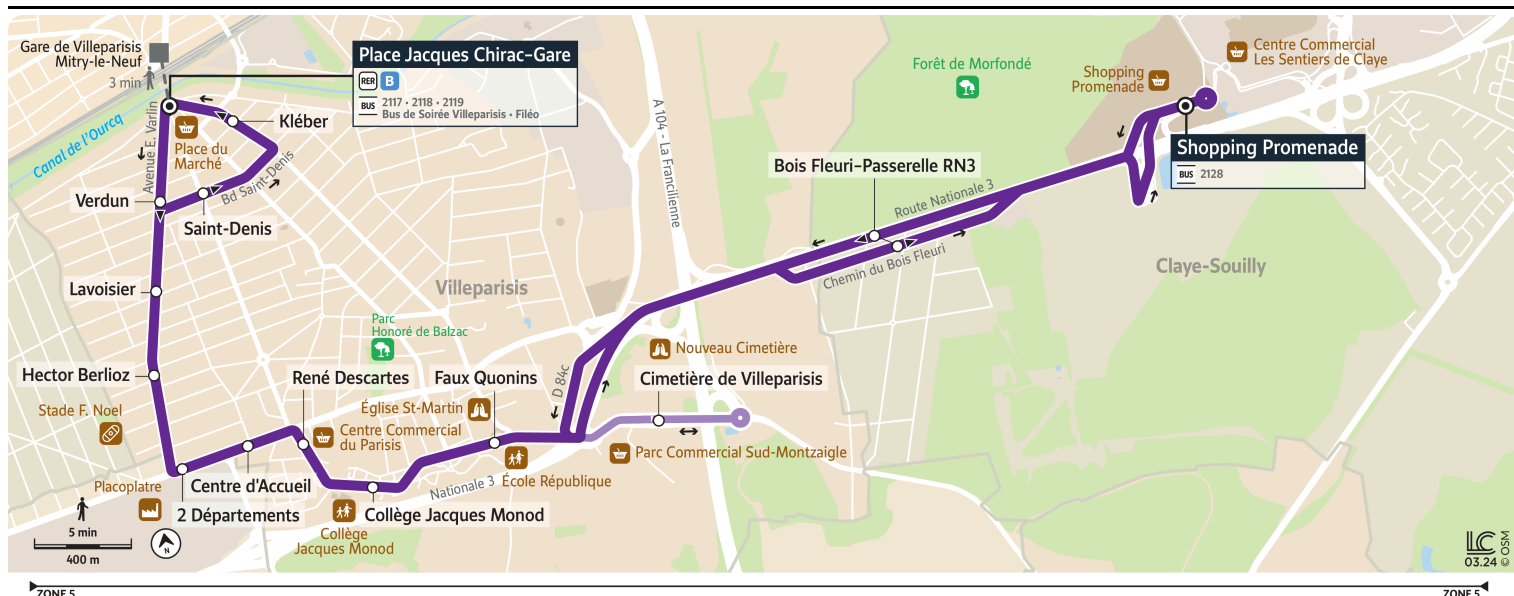 Gare de Villeparisis
Mitry-le-Neuf
3 min
Place Jacques Chirac–Gare
RER B
BUS 2117 • 2118 • 2119
Bus de Soirée Villeparisis • Filéo
Canal de l'Ourcq
Avenue E. Varlin
Place du
Marché
Kléber
Bd Saint-Denis
Verdun
Saint-Denis
Lavoisier
Villeparisis
Parc
Honoré de Balzac
Hector Berlioz
Stade F. Noel
René Descartes
Faux Quonins
Église St-Martin
Centre Commercial
du Parisis
Placoplatre
Centre d'Accueil
2 Départements
Collège Jacques Monod
Collège
Jacques Monod
Nationale 3
École République
D 84c
A 104 - La Francilienne
Nouveau Cimetière
Cimetière de Villeparisis
Parc Commercial Sud-Montzaigle
Bois Fleuri–Passerelle RN3
Route Nationale 3
Chemin du Bois Fleuri
Forêt de Morfondé
Shopping
Promenade
Centre Commercial
Les Sentiers de Claye
Shopping Promenade
BUS 2128
Claye-Souilly
5 min
400 m
N
LC
03.24 © OSM
ZONE 5
ZONE 5